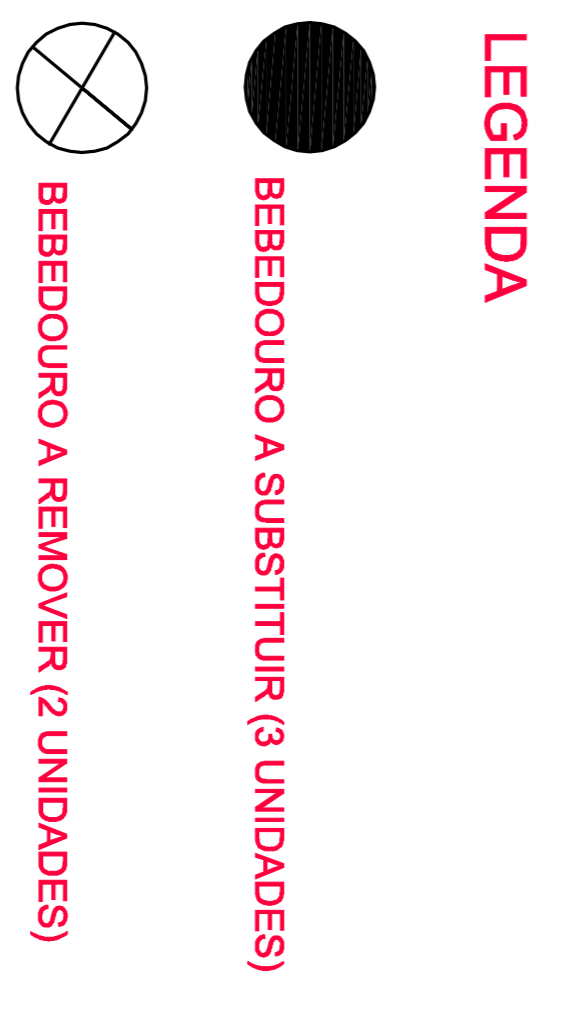 LEGENDA
BEBEDOURO A SUBSTITUIR (3 UNIDADES)
BEBEDOURO A REMOVER (2 UNIDADES)